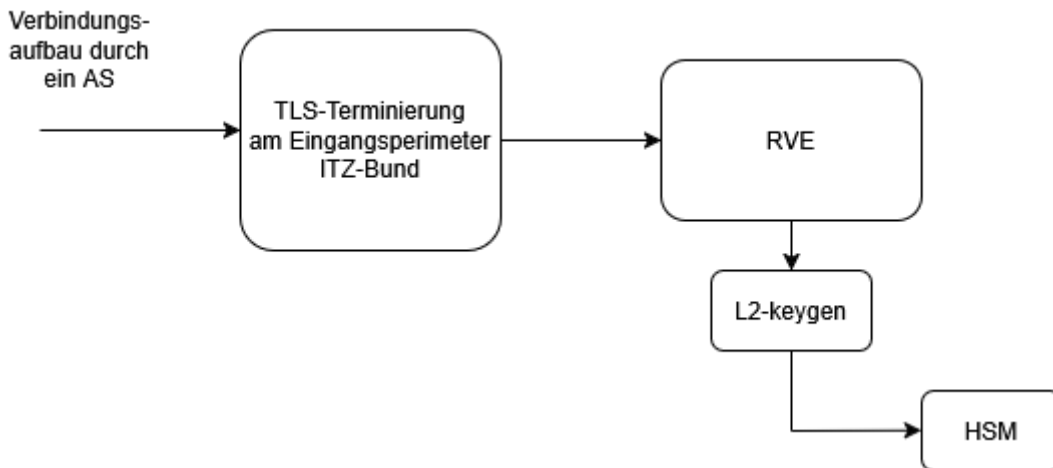 Verbindungs-
aufbau durch
ein AS
TLS-Terminierung
am Eingangsperimeter
ITZ-Bund
RVE
L2-keygen
HSM